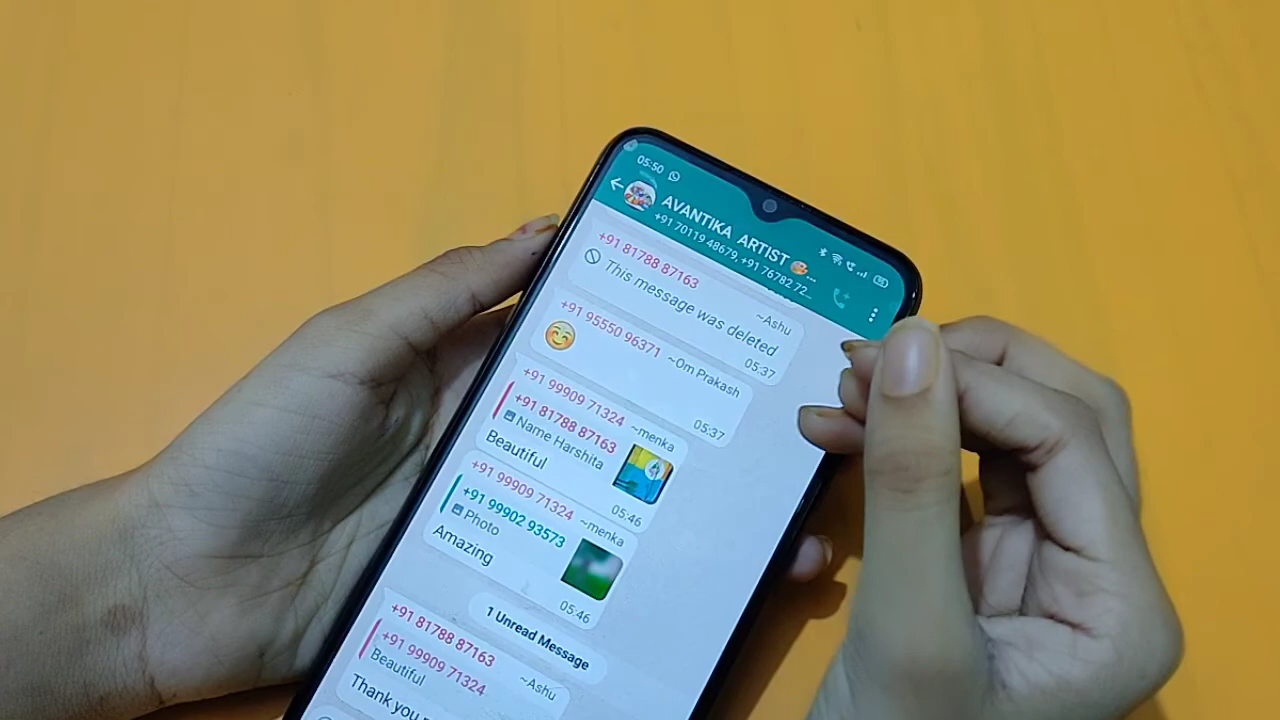 05:50
AVANTIKA ARTIST
+91 70119 48679, +91 76782 72...
+91 81788 87163
~Ashu
This message was deleted
05:37
+91 95550 96371 ~Om Prakash
05:37
+91 99909 71324 ~menka
+91 81788 87163
Name Harshita
Beautiful
05:46
+91 99909 71324 ~menka
+91 99902 93573
Photo
Amazing
05:46
1 Unread Message
+91 81788 87163
~Ashu
+91 99909 71324
Beautiful
Thank you